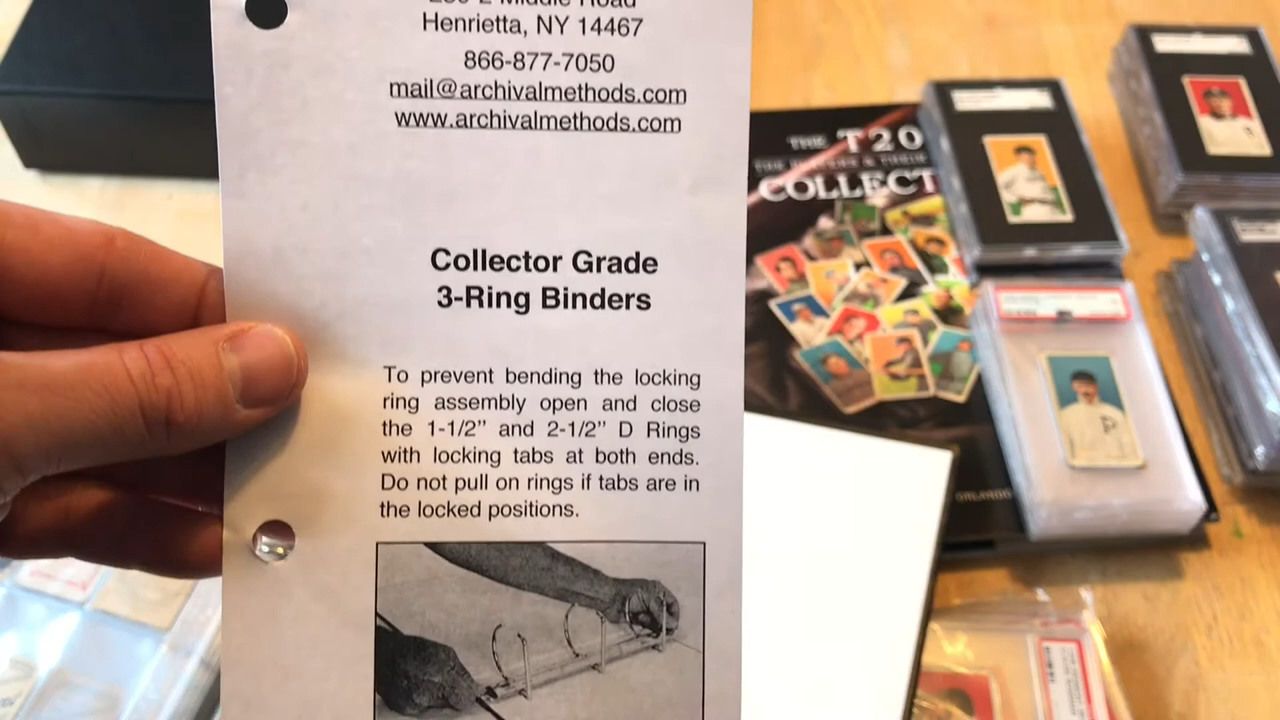 Henrietta, NY 14467
866-877-7050
mail@archivalmethods.com
www.archivalmethods.com
Collector Grade
3-Ring Binders
To prevent bending the locking
ring assembly open and close
the 1-1/2” and 2-1/2” D Rings
with locking tabs at both ends.
Do not pull on rings if tabs are in
the locked positions.
THE T20
COLLECT
ORLANDO